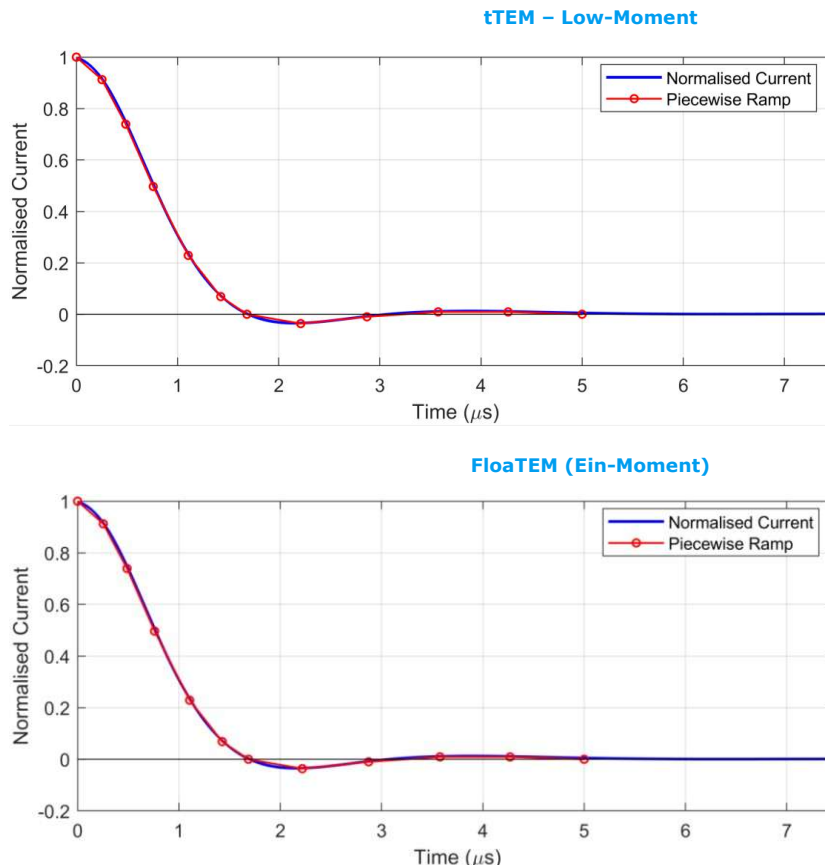 tTEM – Low-Moment
1
0.8
0.6
0.4
0.2
0
-0.2
Normalised Current
Normalised Current
Piecewise Ramp
0 1 2 3 4 5 6 7
Time (μs)
FloaTEM (Ein-Moment)
1
0.8
0.6
0.4
0.2
0
-0.2
Normalised Current
Normalised Current
Piecewise Ramp
0 1 2 3 4 5 6 7
Time (μs)